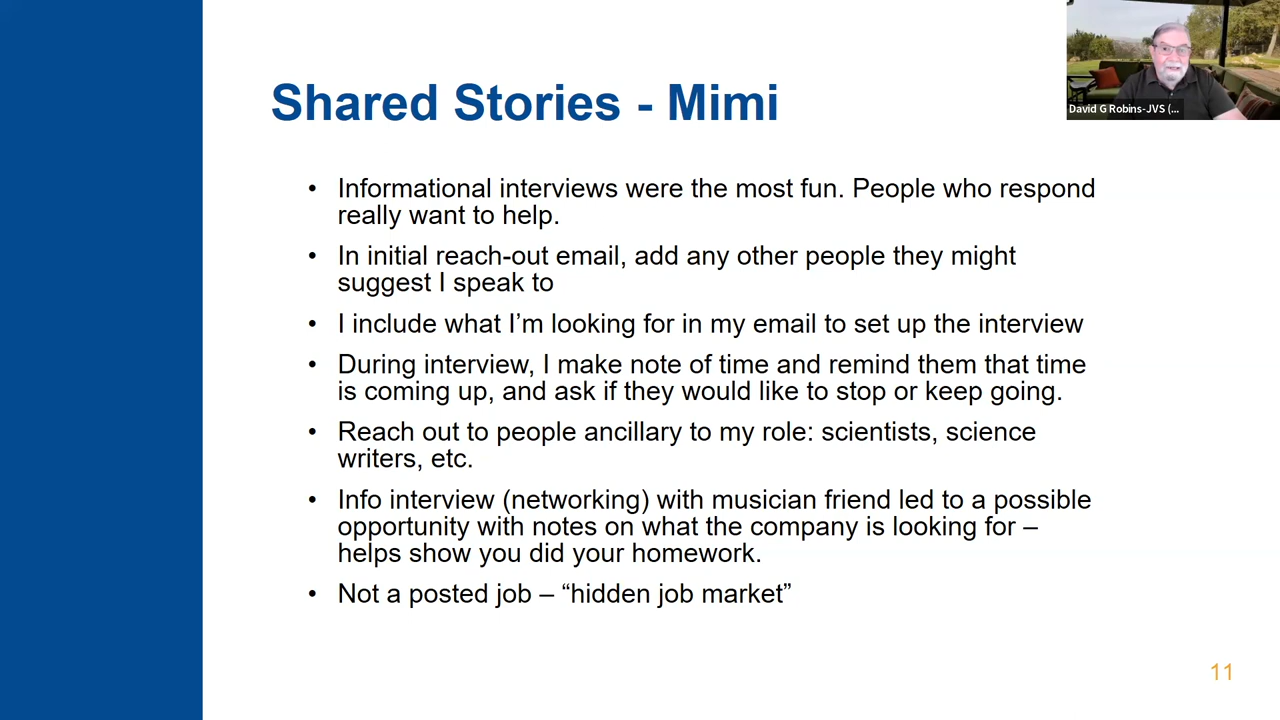 Shared Stories - Mimi
David G Robins-JVS (...
• Informational interviews were the most fun. People who respond
really want to help.
• In initial reach-out email, add any other people they might
suggest I speak to
• I include what I’m looking for in my email to set up the interview
• During interview, I make note of time and remind them that time
is coming up, and ask if they would like to stop or keep going.
• Reach out to people ancillary to my role: scientists, science
writers, etc.
• Info interview (networking) with musician friend led to a possible
opportunity with notes on what the company is looking for –
helps show you did your homework.
• Not a posted job – “hidden job market”
11